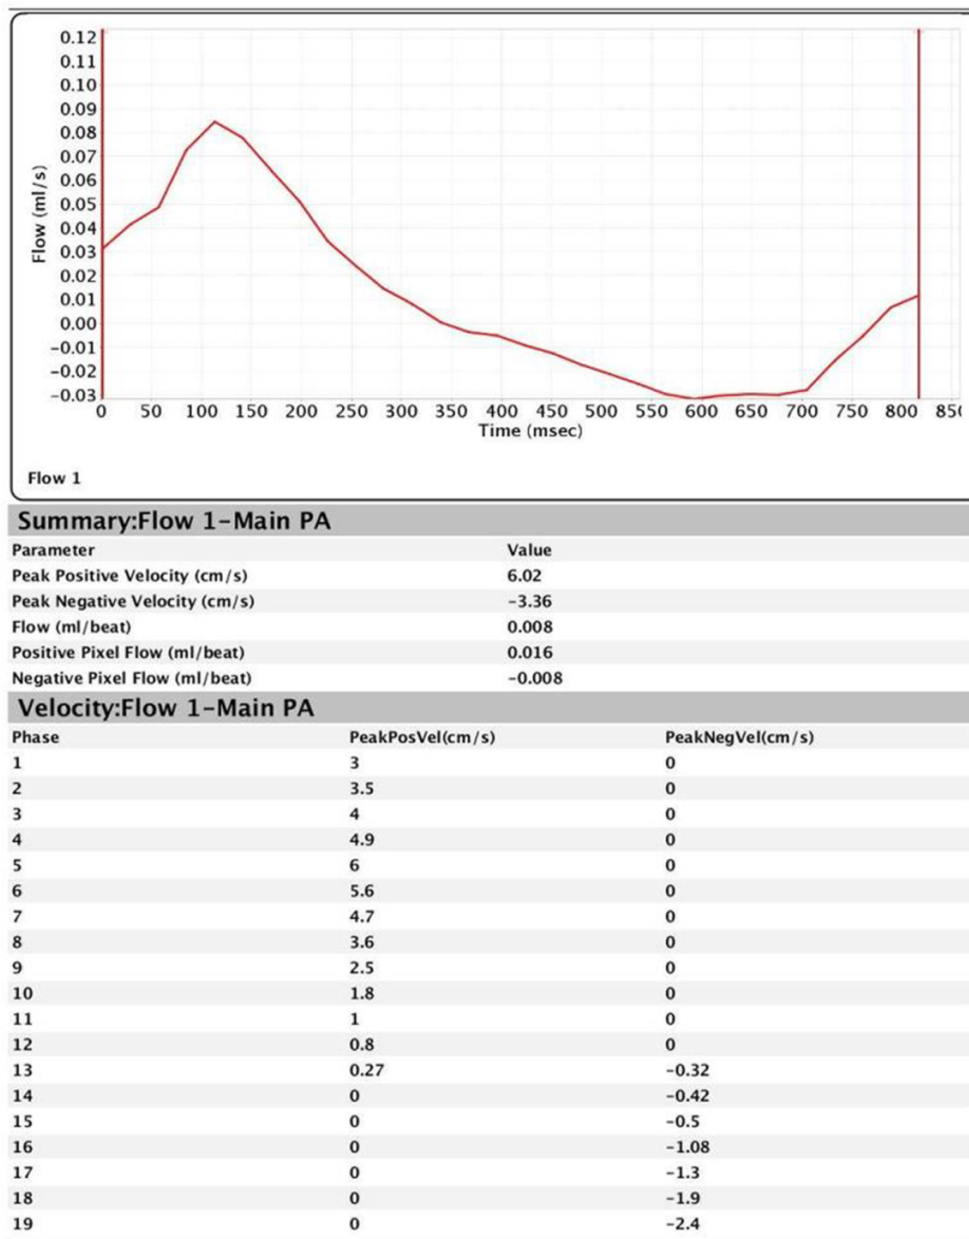 0.12
0.11
0.10
0.09
0.08
0.07
0.06
0.05
0.04
0.03
0.02
0.01
0.00
-0.01
-0.02
-0.03
Flow (ml/s)
0 50 100 150 200 250 300 350 400 450 500 550 600 650 700 750 800
Time (msec)
Flow 1
Summary:Flow 1-Main PA
Parameter Value
Peak Positive Velocity (cm/s) 6.02
Peak Negative Velocity (cm/s) -3.36
Flow (ml/beat) 0.008
Positive Pixel Flow (ml/beat) 0.016
Negative Pixel Flow (ml/beat) -0.008
Velocity:Flow 1-Main PA
Phase PeakPosVel(cm/s) PeakNegVel(cm/s)
1 3 0
2 3.5 0
3 4 0
4 4.9 0
5 6 0
6 5.6 0
7 4.7 0
8 3.6 0
9 2.5 0
10 1.8 0
11 1 0
12 0.8 0
13 0.27 -0.32
14 0 -0.42
15 0 -0.5
16 0 -1.08
17 0 -1.3
18 0 -1.9
19 0 -2.4